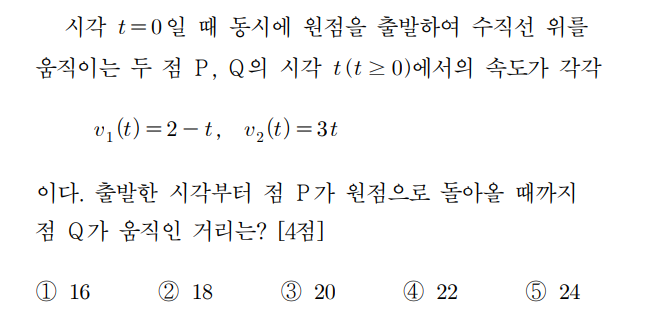 시각 t=0일 때 동시에 원점을 출발하여 수직선 위를
움직이는 두 점 P, Q의 시각 t(t≥0)에서의 속도가 각각
v₁(t)=2−t, v₂(t)=3t
이다. 출발한 시각부터 점 P가 원점으로 돌아올 때까지
점 Q가 움직인 거리는? [4점]
① 16 ② 18 ③ 20 ④ 22 ⑤ 24